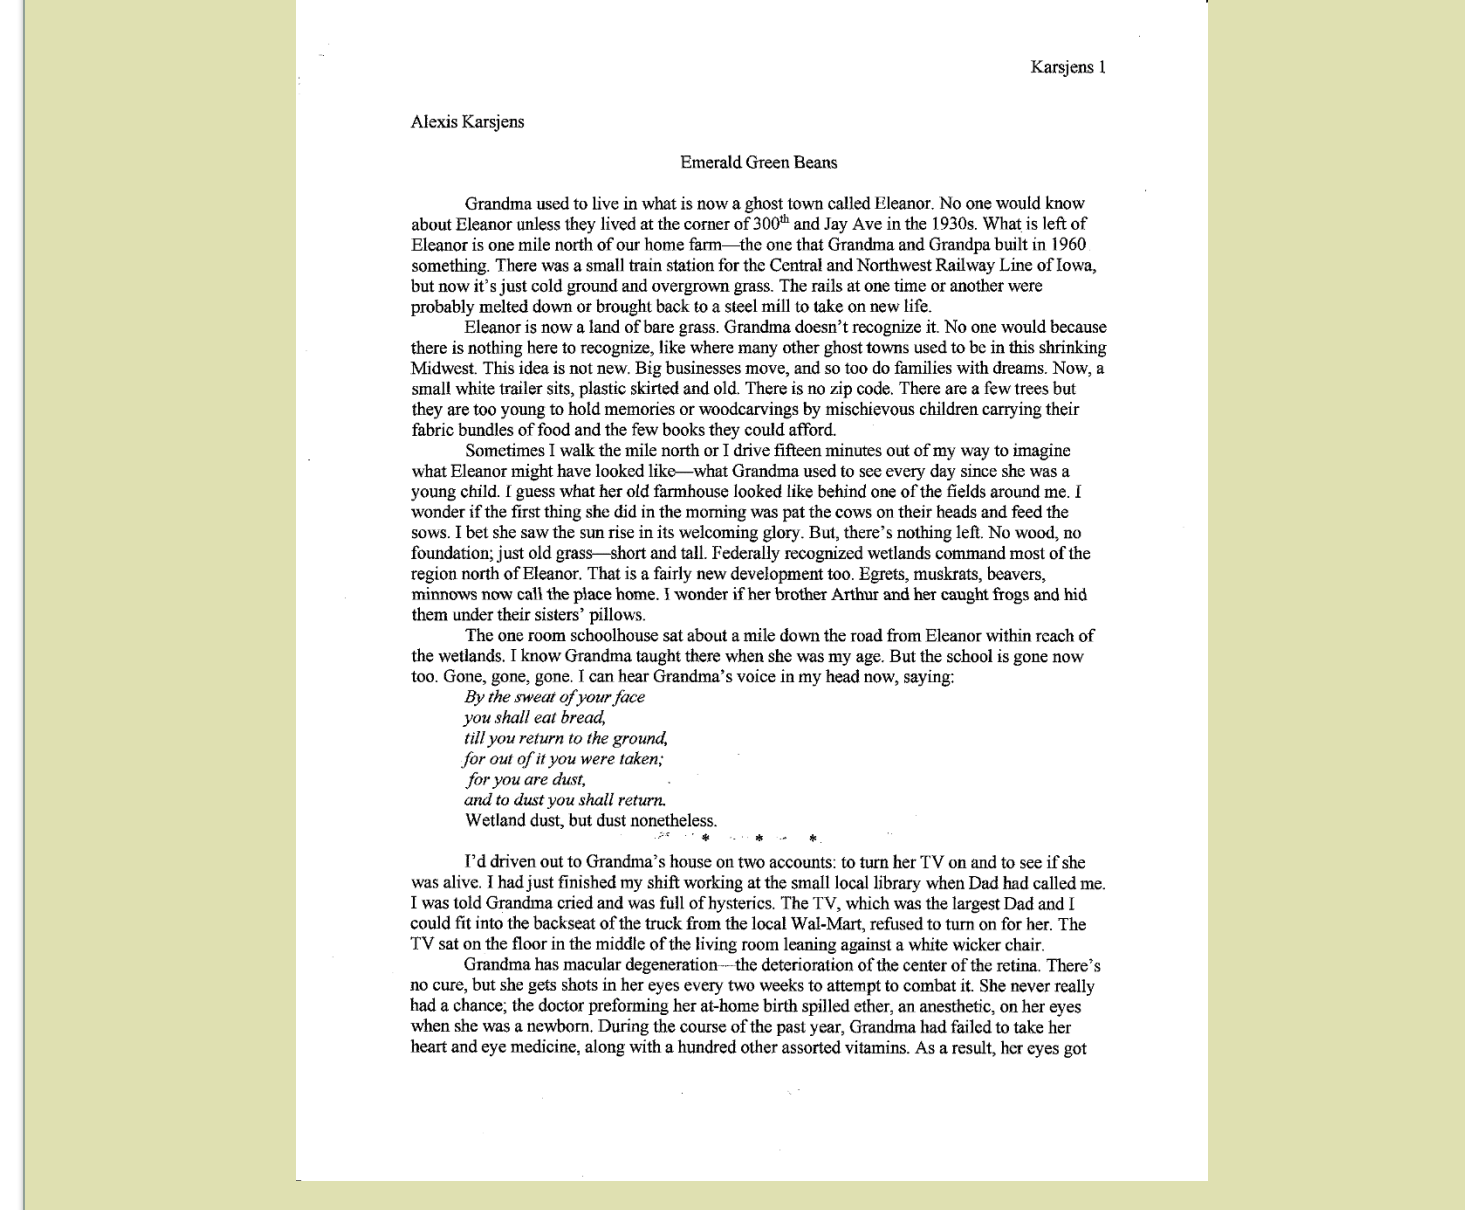 Karsjens 1
Alexis Karsjens
Emerald Green Beans
Grandma used to live in what is now a ghost town called Eleanor. No one would know
about Eleanor unless they lived at the corner of 300th and Jay Ave in the 1930s. What is left of
Eleanor is one mile north of our home farm—the one that Grandma and Grandpa built in 1960
something. There was a small train station for the Central and Northwest Railway Line of Iowa,
but now it's just cold ground and overgrown grass. The rails at one time or another were
probably melted down or brought back to a steel mill to take on new life.
Eleanor is now a land of bare grass. Grandma doesn't recognize it. No one would because
there is nothing here to recognize, like where many other ghost towns used to be in this shrinking
Midwest. This idea is not new. Big businesses move, and so too do families with dreams. Now, a
small white trailer sits, plastic skirted and old. There is no zip code. There are a few trees but
they are too young to hold memories or woodcarvings by mischievous children carrying their
fabric bundles of food and the few books they could afford.
Sometimes I walk the mile north or I drive fifteen minutes out of my way to imagine
what Eleanor might have looked like—what Grandma used to see every day since she was a
young child. I guess what her old farmhouse looked like behind one of the fields around me. I
wonder if the first thing she did in the morning was pat the cows on their heads and feed the
sows. I bet she saw the sun rise in its welcoming glory. But, there's nothing left. No wood, no
foundation; just old grass—short and tall. Federally recognized wetlands command most of the
region north of Eleanor. That is a fairly new development too. Egrets, muskrats, beavers,
minnows now call the place home. I wonder if her brother Arthur and her caught frogs and hid
them under their sisters' pillows.
The one room schoolhouse sat about a mile down the road from Eleanor within reach of
the wetlands. I know Grandma taught there when she was my age. But the school is gone now
too. Gone, gone, gone. I can hear Grandma's voice in my head now, saying:
By the sweat of your face
you shall eat bread,
till you return to the ground,
for out of it you were taken;
for you are dust,
and to dust you shall return.
Wetland dust, but dust nonetheless.
* * *
I'd driven out to Grandma's house on two accounts: to turn her TV on and to see if she
was alive. I had just finished my shift working at the small local library when Dad had called me.
I was told Grandma cried and was full of hysterics. The TV, which was the largest Dad and I
could fit into the backseat of the truck from the local Wal-Mart, refused to turn on for her. The
TV sat on the floor in the middle of the living room leaning against a white wicker chair.
Grandma has macular degeneration—the deterioration of the center of the retina. There's
no cure, but she gets shots in her eyes every two weeks to attempt to combat it. She never really
had a chance; the doctor preforming her at-home birth spilled ether, an anesthetic, on her eyes
when she was a newborn. During the course of the past year, Grandma had failed to take her
heart and eye medicine, along with a hundred other assorted vitamins. As a result, her eyes got